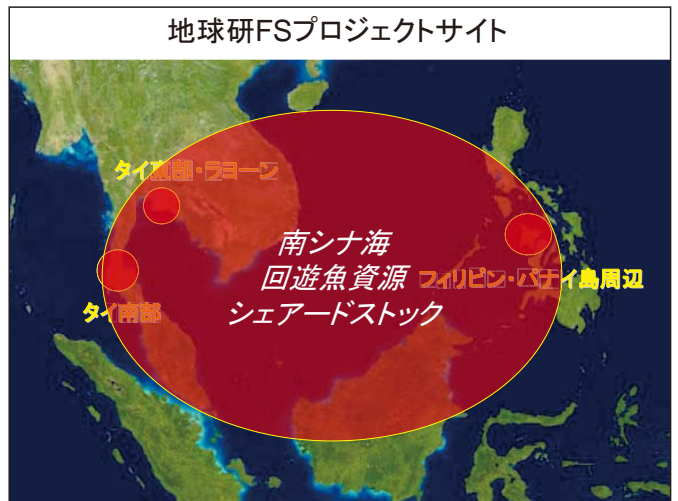 地球研FSプロジェクトサイト
タイ南部・ラヨーン
南シナ海
回遊魚資源
シェアードストック
フィリピン・パナイ島周辺
タイ南部